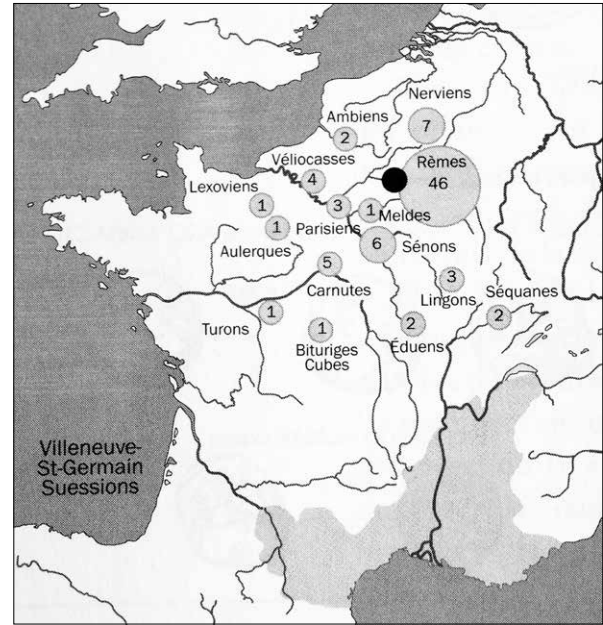 Nerviens
Ambiens
7
2
Rèmes
46
Véliocasses
4
Lexoviens
3
1
1
Meldes
1
Parisiens
6
Sénons
Aulerques
5
3
Carnutes
Lingons
Séquanes
1
2
2
Turons
1
Éduens
Bituriges
Cubes
Villeneuve-
St-Germain
Suessions